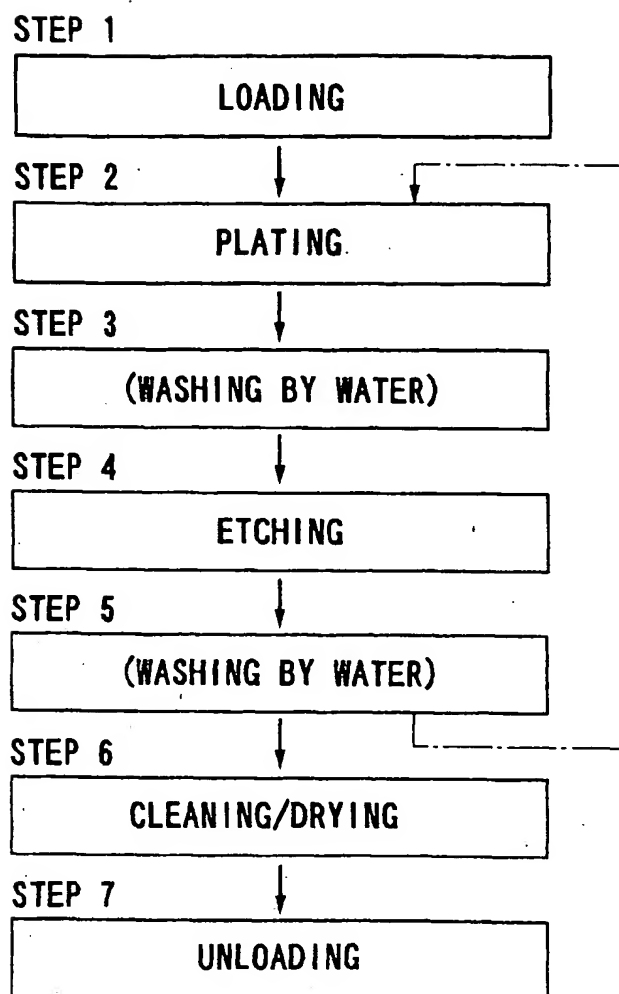 STEP 1
LOADING
STEP 2
PLATING
STEP 3
(WASHING BY WATER)
STEP 4
ETCHING
STEP 5
(WASHING BY WATER)
STEP 6
CLEANING/DRYING
STEP 7
UNLOADING